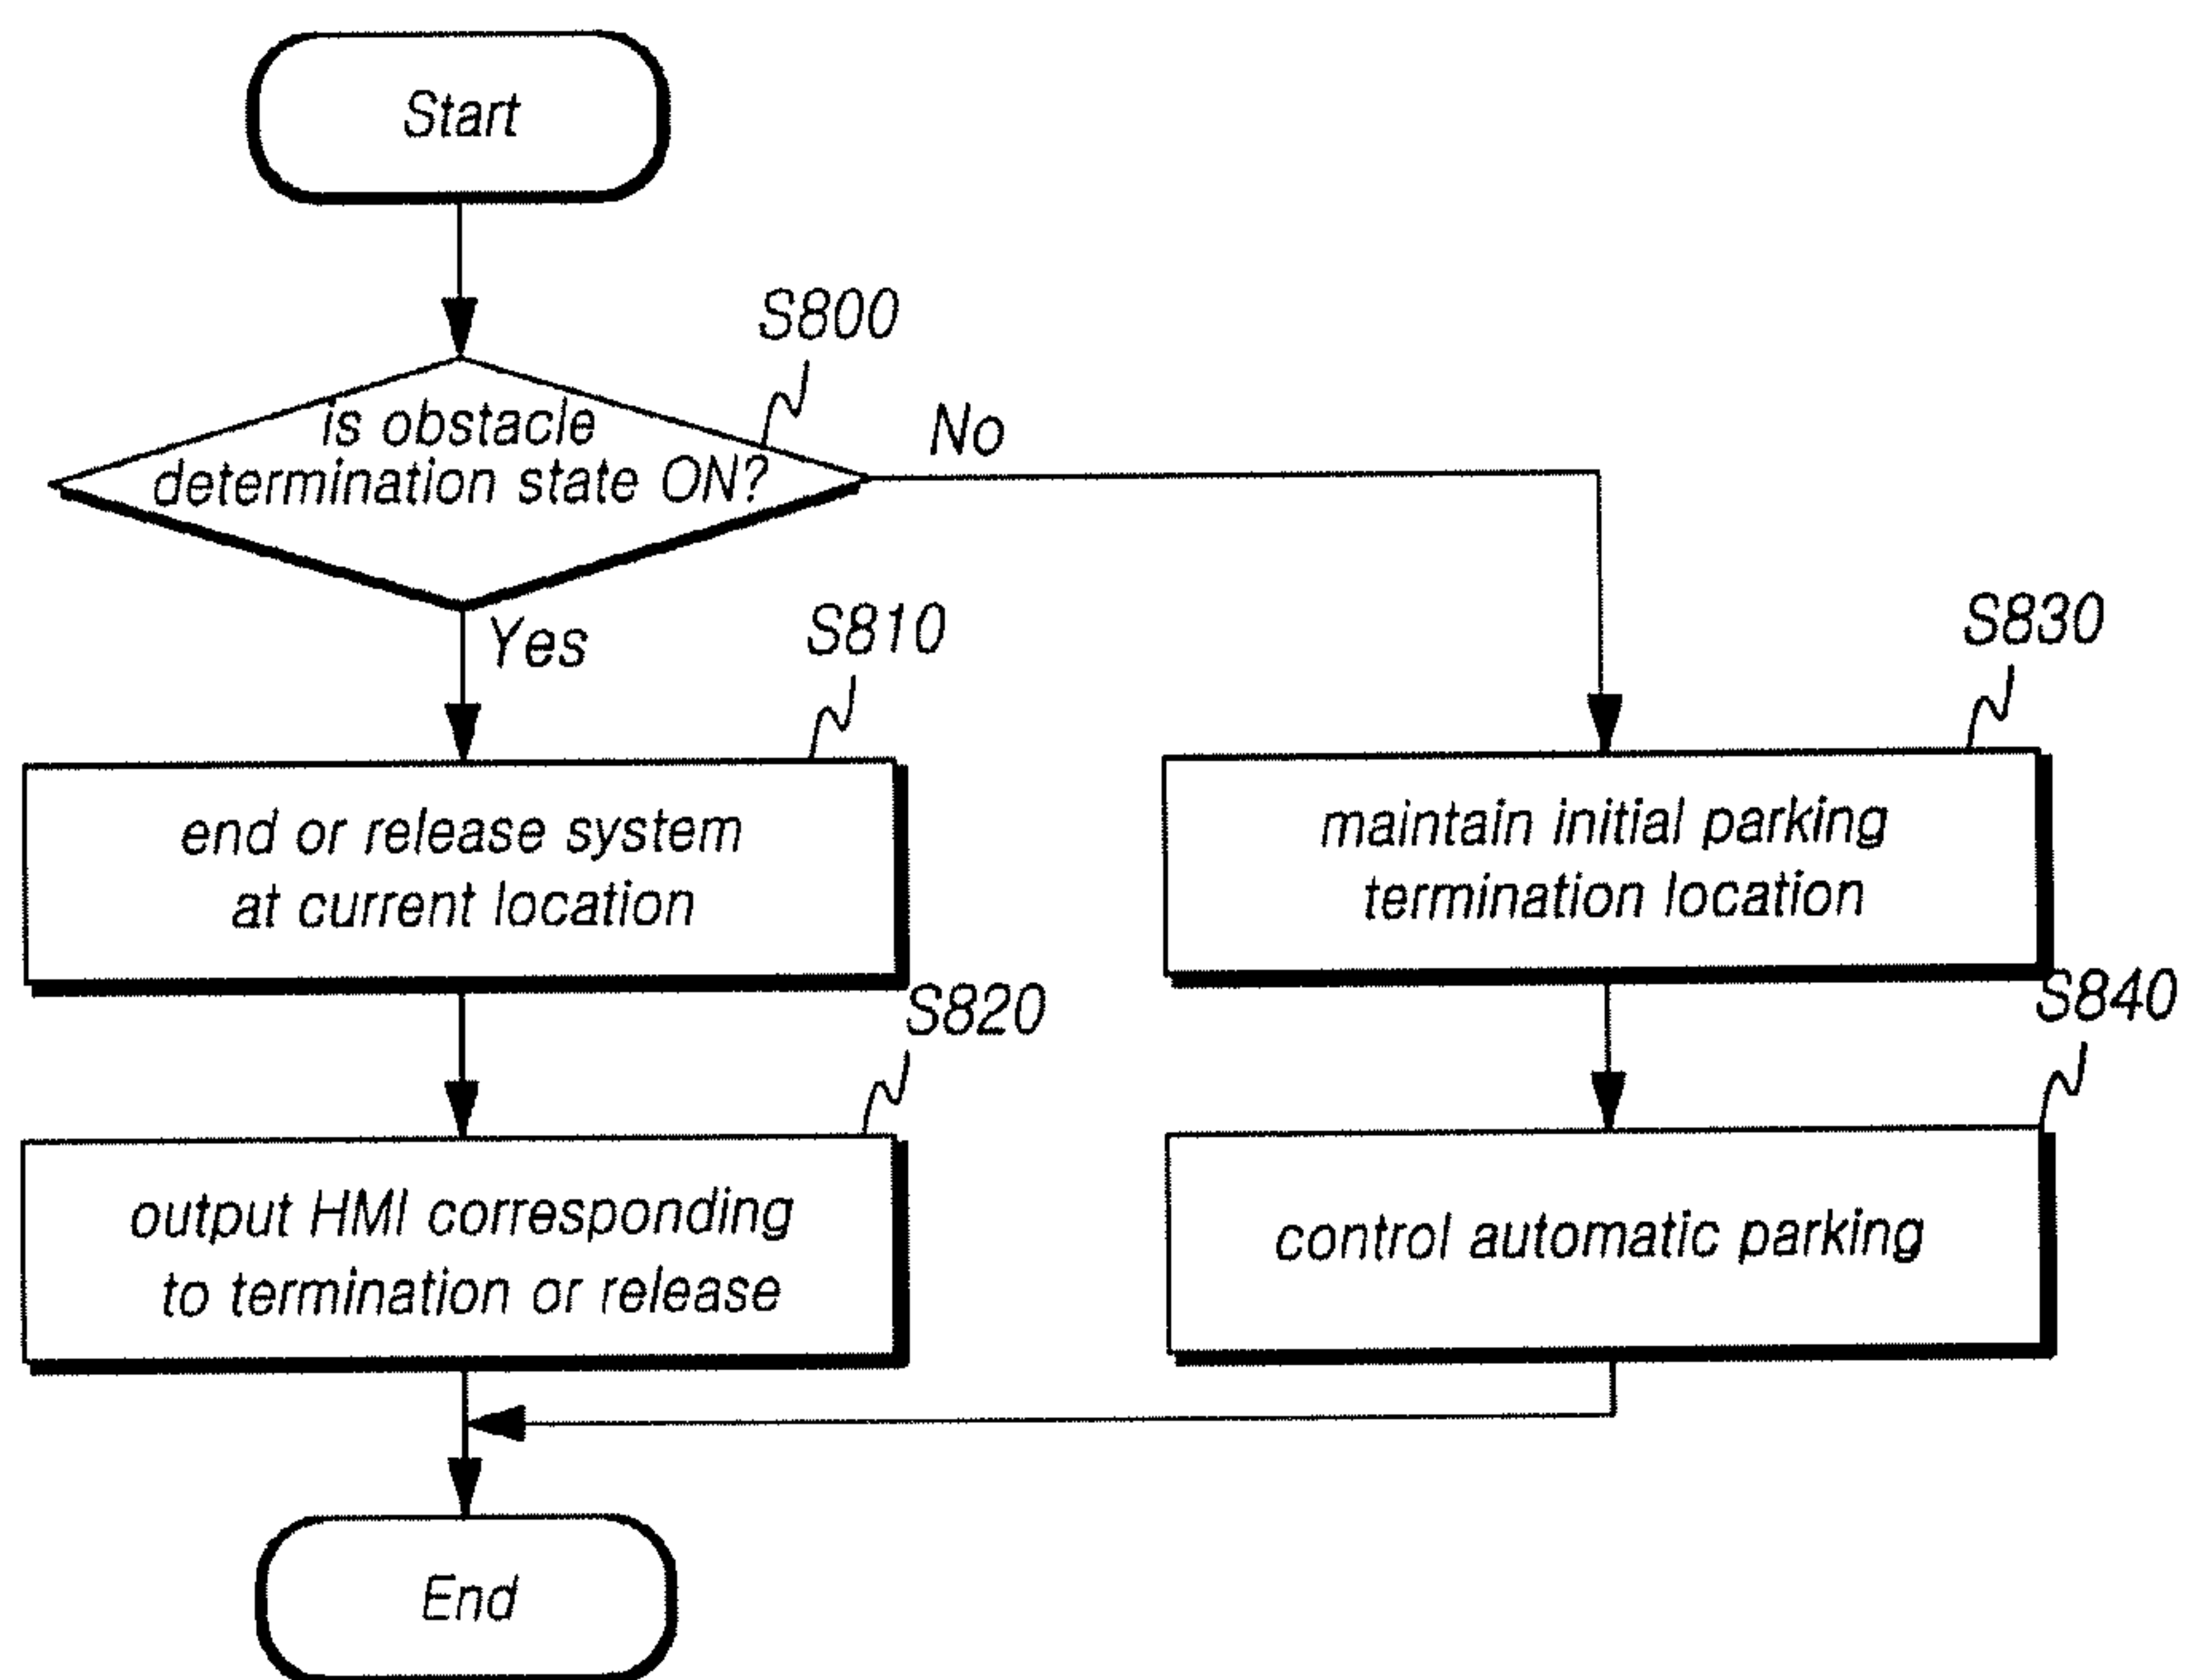 Start
S800
is obstacle
determination state ON?
No
Yes
S810
S830
end or release system
at current location
maintain initial parking
termination location
S820
S840
output HMI corresponding
to termination or release
control automatic parking
End